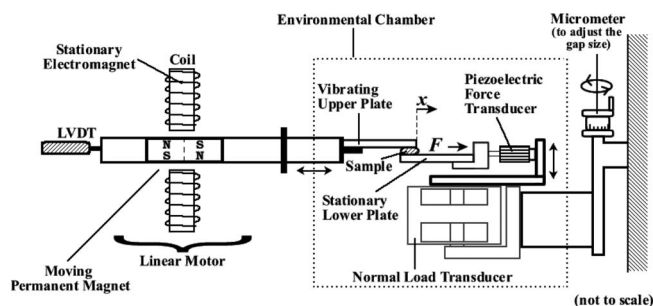 Environmental Chamber
Micrometer
(to adjust the
gap size)
Stationary
Electromagnet
Coil
Vibrating
Upper Plate
x
Piezoelectric
Force
Transducer
LVDT
N S
S N
F
Sample
Stationary
Lower Plate
Moving
Permanent Magnet
Linear Motor
Normal Load Transducer
(not to scale)